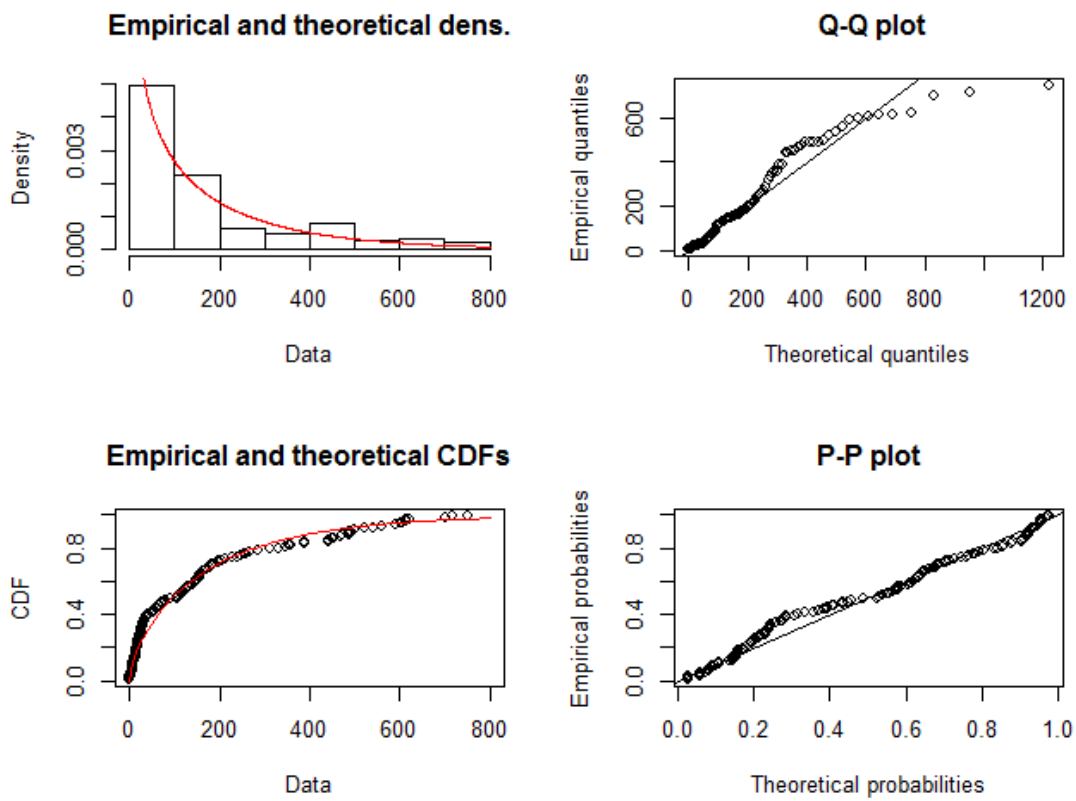 Empirical and theoretical dens.
Density
0.000
0.003
0
200
400
600
800
Data
Q-Q plot
Empirical quantiles
0
200
600
0
200
400
600
800
1200
Theoretical quantiles
Empirical and theoretical CDFs
CDF
0.0
0.4
0.8
0
200
400
600
800
Data
P-P plot
Empirical probabilities
0.0
0.4
0.8
0.0
0.2
0.4
0.6
0.8
1.0
Theoretical probabilities